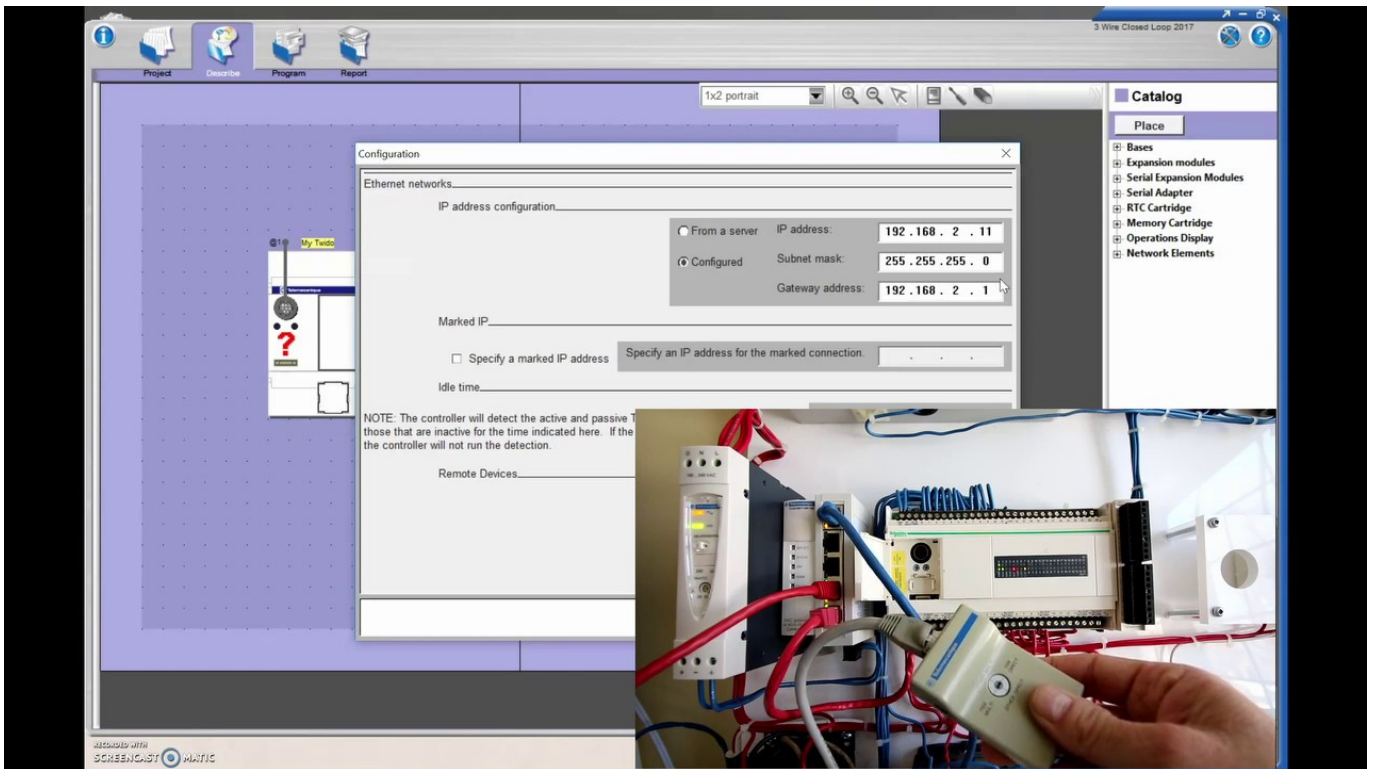 3 Wire Closed Loop 2017
Project
Describe
Program
Report
1x2 portrait
Catalog
Place
Bases
Expansion modules
Serial Expansion Modules
Serial Adapter
RTC Cartridge
Memory Cartridge
Operations Display
Network Elements
My Twido
Telemecanique
?
Configuration
Ethernet networks
IP address configuration
From a server
IP address:
192.168. 2 . 11
Configured
Subnet mask:
255.255.255. 0
Gateway address:
192.168. 2 . 1
Marked IP
Specify a marked IP address
Specify an IP address for the marked connection.
Idle time
NOTE: The controller will detect the active and passive T
those that are inactive for the time indicated here. If the
the controller will not run the detection.
Remote Devices
Telemecanique
RECORDED WITH
SCREENCAST MATIC